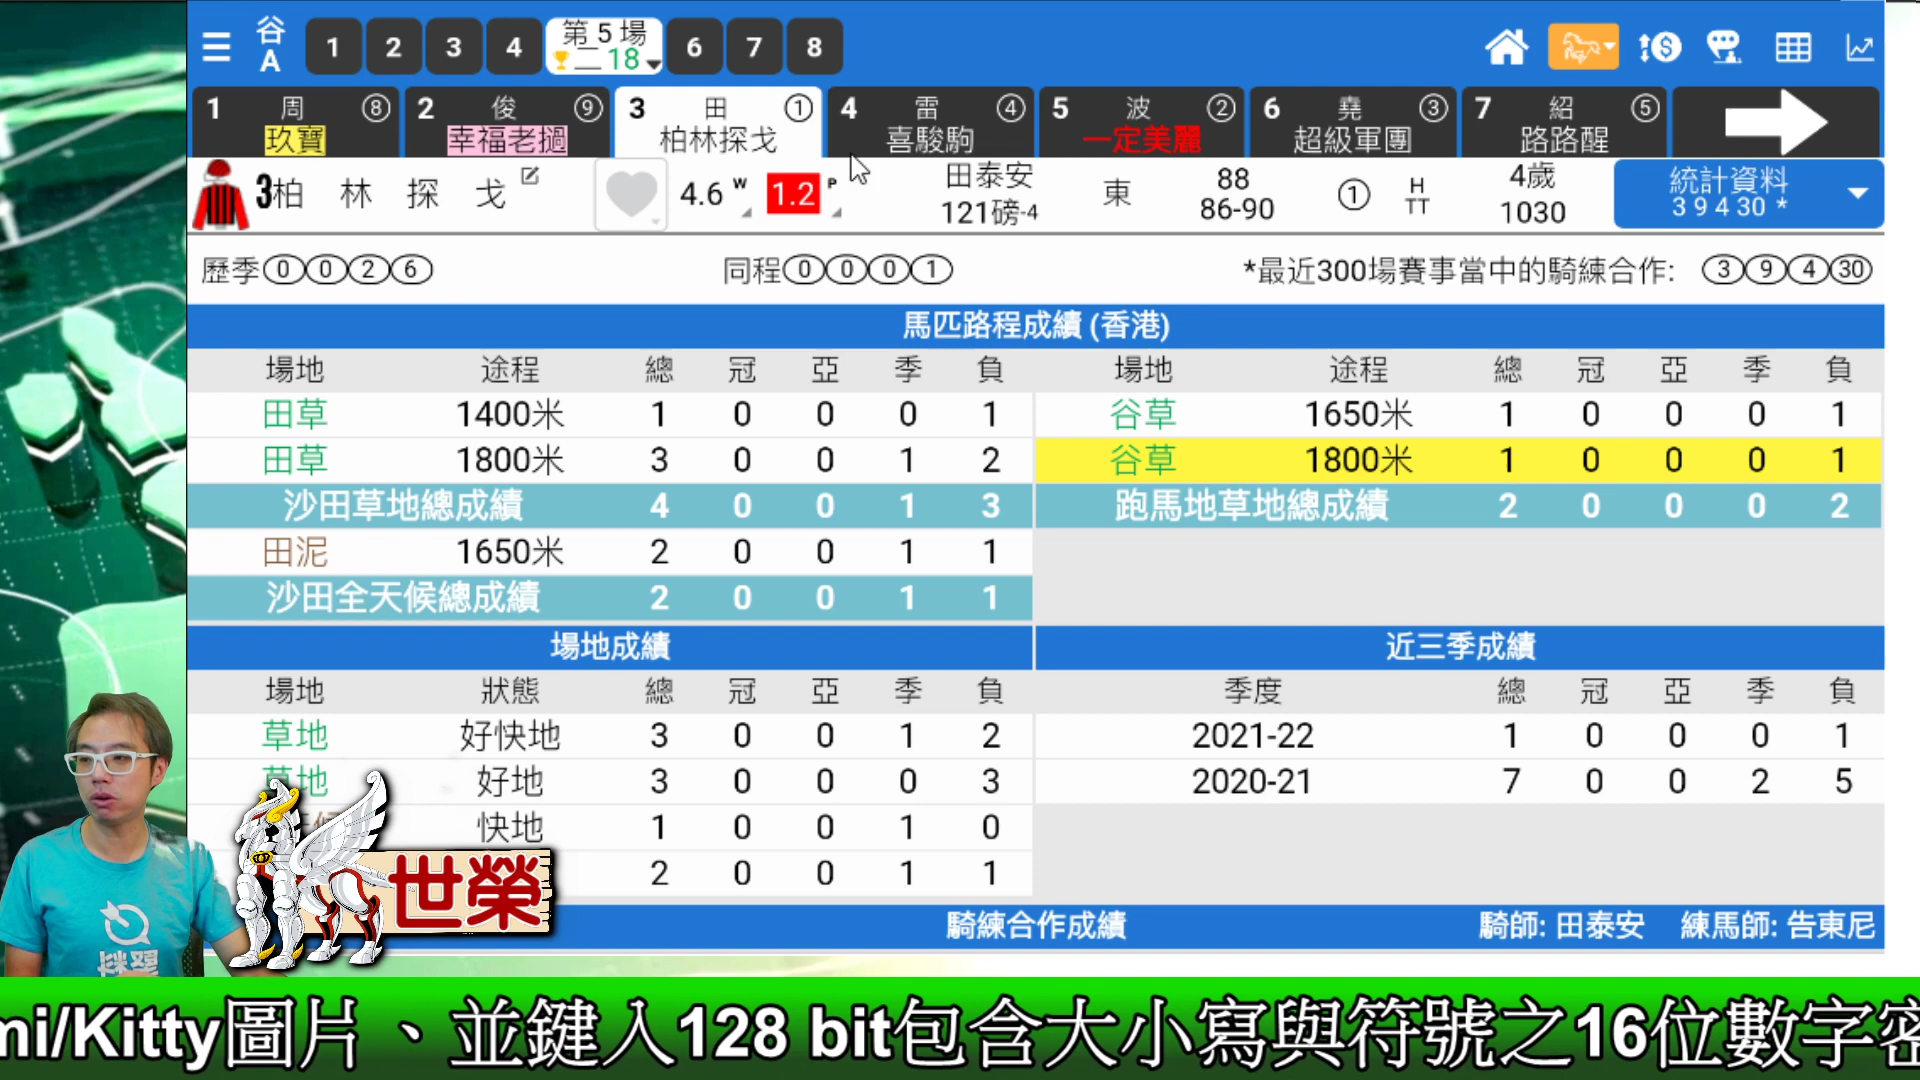 谷 A 1 2 3 4 第 5 場 二 18 6 7 8
1 周 8 玖寶
2 俊 9 幸福老撾
3 田 1 柏林探戈
4 雷 4 喜駿駒
5 波 2 一定美麗
6 堯 3 超級軍團
7 紹 5 路路醒
3柏 林 探 戈 4.6 W 1.2 P 田泰安 121磅-4 東 88 86-90 1 H TT 4歲 1030 統計資料 3 9 4 30 *
歷季 0 0 2 6 同程 0 0 0 1 *最近300場賽事當中的騎練合作: 3 9 4 30
馬匹路程成績 (香港)
場地 途程 總 冠 亞 季 負 場地 途程 總 冠 亞 季 負
田草 1400米 1 0 0 0 1 谷草 1650米 1 0 0 0 1
田草 1800米 3 0 0 1 2 谷草 1800米 1 0 0 0 1
沙田草地總成績 4 0 0 1 3 跑馬地草地總成績 2 0 0 0 2
田泥 1650米 2 0 0 1 1
沙田全天候總成績 2 0 0 1 1
場地成績 近三季成績
場地 狀態 總 冠 亞 季 負 季度 總 冠 亞 季 負
草地 好快地 3 0 0 1 2 2021-22 1 0 0 0 1
草地 好地 3 0 0 0 3 2020-21 7 0 0 2 5
快地 1 0 0 1 0
2 0 0 1 1
世榮
騎練合作成績 騎師: 田泰安 練馬師: 告東尼
mi/Kitty圖片、並鍵入128 bit包含大小寫與符號之16位數字密